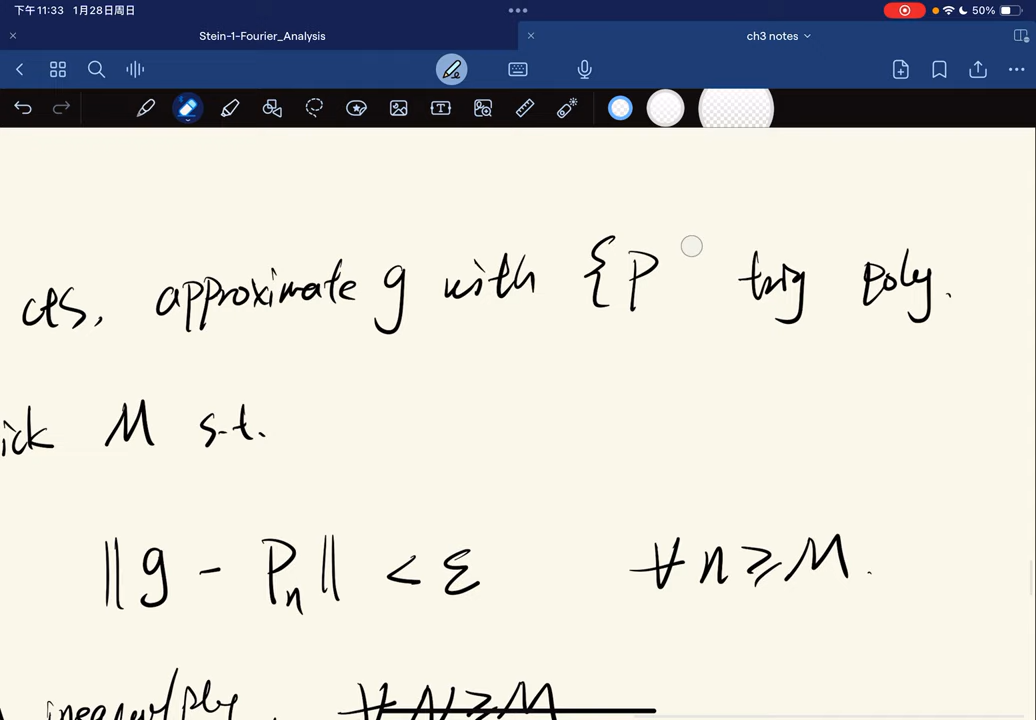 下午11:33 1月28日周日
50%
Stein-1-Fourier_Analysis
ch3 notes
cts, approximate g with {P trig poly.
ick M s.t.
‖g - Pn‖ < ε ∀n ≥ M.
∀N ≥ M